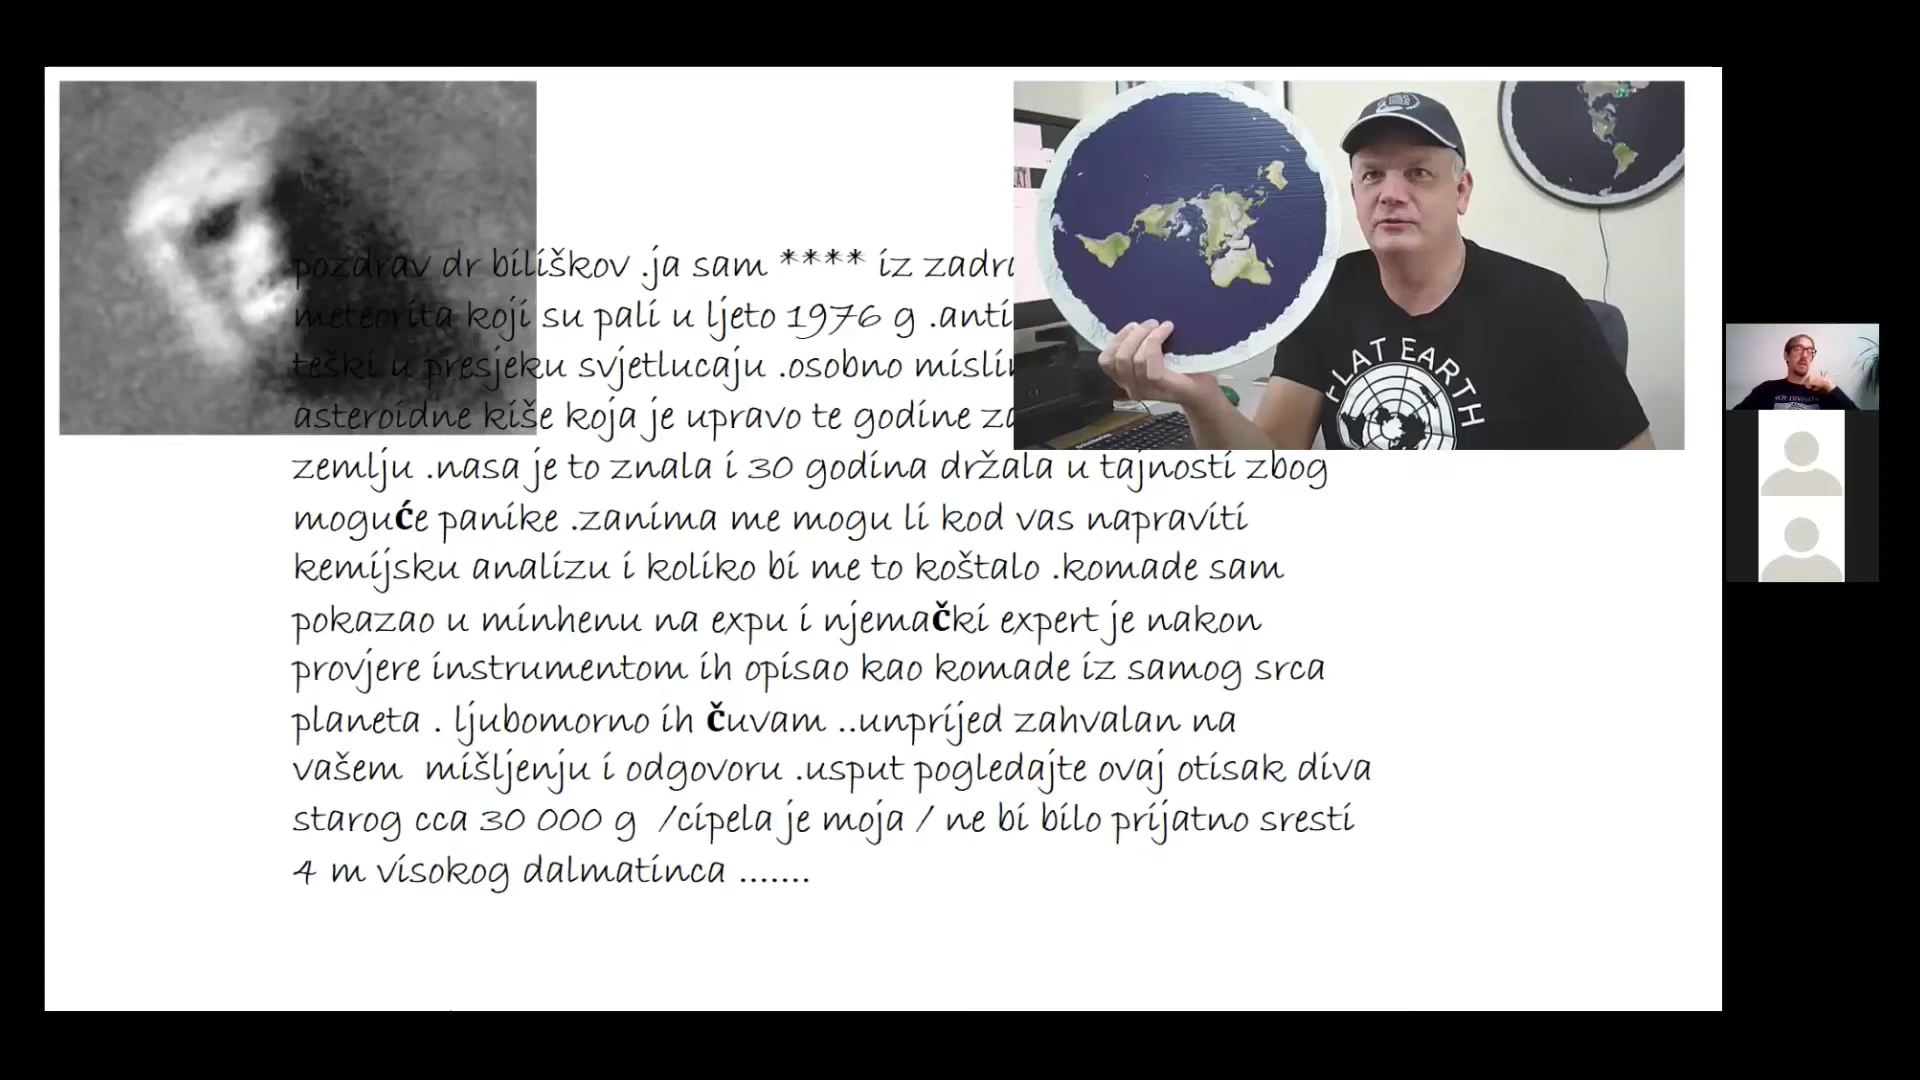 pozdrav dr biliškov .ja sam **** iz
meteorita koji su pali u ljeto 1976 g
teški u presjeku svjetlucaju .osobno
asteroidne kiše koja je upravo te godine
zemlju .nasa je to znala i 30 godina držala u tajnosti zbog
moguće panike .zanima me mogu li kod vas napraviti
kemijsku analizu i koliko bi me to koštalo .komade sam
pokazao u minhenu na expu i njemački expert je nakon
provjere instrumentom ih opisao kao komade iz samog srca
planeta . ljubomorno ih čuvam ..unprijed zahvalan na
vašem mišljenju i odgovoru .usput pogledajte ovaj otisak diva
starog cca 30 000 g /cipela je moja / ne bi bilo prijatno sresti
4 m visokog dalmatinca .......
FLAT EARTH
JOY DIVISION